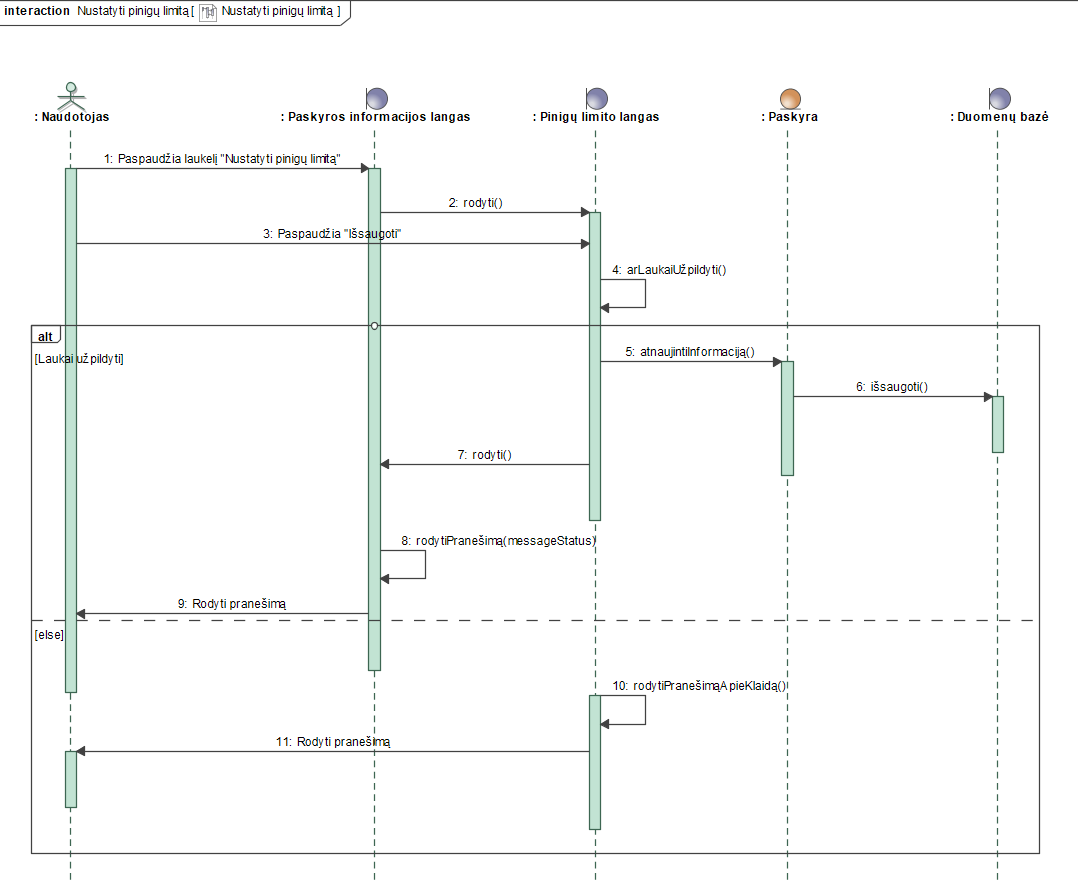 interaction Nustatyti pinigų limitą [ Nustatyti pinigų limitą ]
: Naudotojas
: Paskyros informacijos langas
: Pinigų limito langas
: Paskyra
: Duomenų bazė
1: Paspaudžia laukelį "Nustatyti pinigų limitą"
2: rodyti()
3: Paspaudžia "Išsaugoti"
4: arLaukaiUžpildyti()
alt
[Laukai užpildyti]
5: atnaujintiInformaciją()
6: išsaugoti()
7: rodyti()
8: rodytiPranešimą(messageStatus)
9: Rodyti pranešimą
[else]
10: rodytiPranešimąApieKlaidą()
11: Rodyti pranešimą